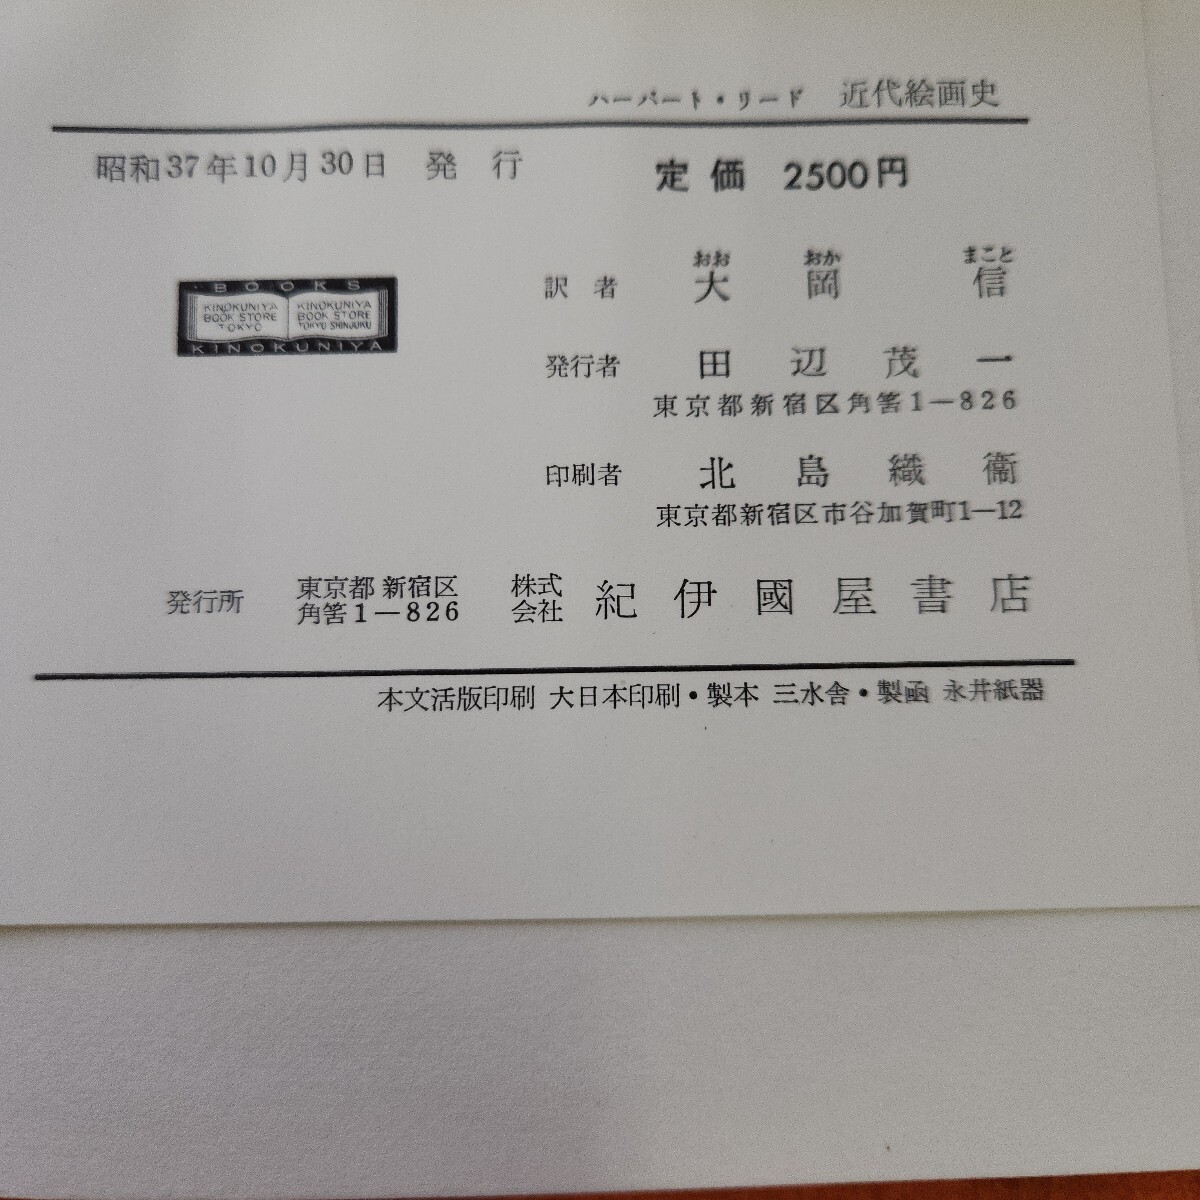 ハーバート・リード 近代絵画史
昭和37年10月30日 発行 定価 2500円
おお おか まこと
訳者 大岡信
発行者 田辺茂一
東京都新宿区角筈1—826
印刷者 北島織衞
東京都新宿区市谷加賀町1—12
発行所 東京都新宿区角筈1—826 株式会社 紀伊國屋書店
本文活版印刷 大日本印刷・製本 三水舎・製函 永井紙器
・BOOKS
KINOKUNIYA BOOK STORE TOKYO
KINOKUNIYA BOOK STORE TOKYO SHINJUKU
KINOKUNIYA